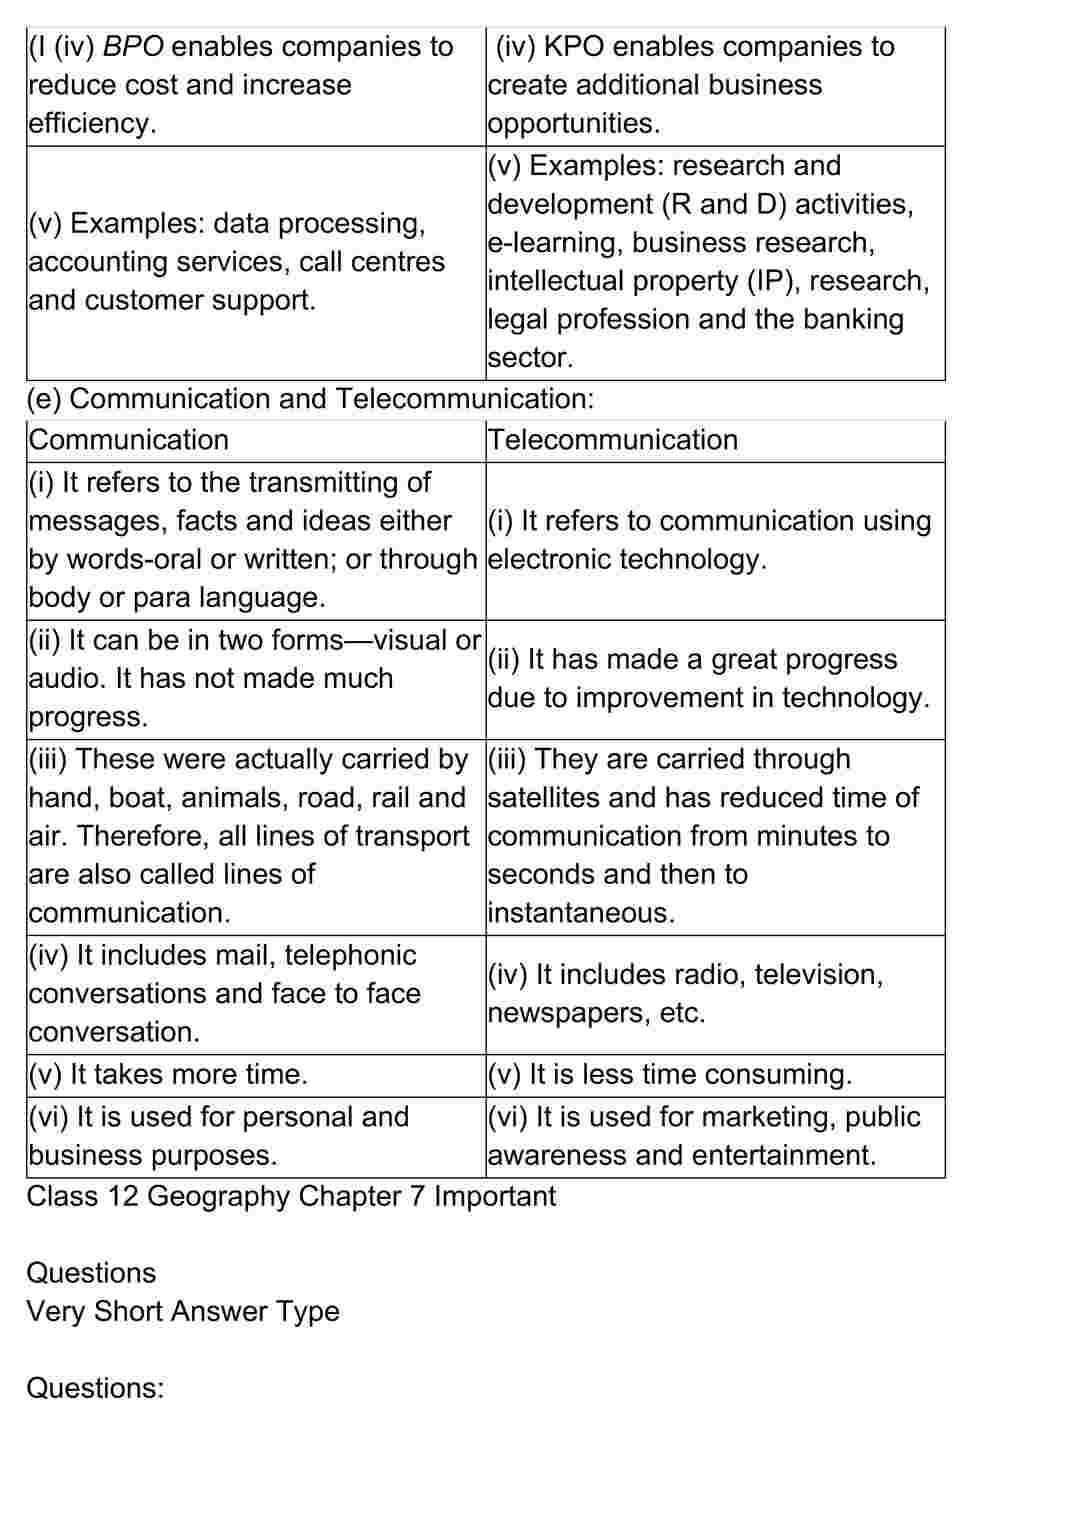 (I (iv) BPO enables companies to
reduce cost and increase
efficiency.
(iv) KPO enables companies to
create additional business
opportunities.
(v) Examples: data processing,
accounting services, call centres
and customer support.
(v) Examples: research and
development (R and D) activities,
e-learning, business research,
intellectual property (IP), research,
legal profession and the banking
sector.
(e) Communication and Telecommunication:
Communication
Telecommunication
(i) It refers to the transmitting of
messages, facts and ideas either
by words-oral or written; or through
body or para language.
(i) It refers to communication using
electronic technology.
(ii) It can be in two forms—visual or
audio. It has not made much
progress.
(ii) It has made a great progress
due to improvement in technology.
(iii) These were actually carried by
hand, boat, animals, road, rail and
air. Therefore, all lines of transport
are also called lines of
communication.
(iii) They are carried through
satellites and has reduced time of
communication from minutes to
seconds and then to
instantaneous.
(iv) It includes mail, telephonic
conversations and face to face
conversation.
(iv) It includes radio, television,
newspapers, etc.
(v) It takes more time.
(v) It is less time consuming.
(vi) It is used for personal and
business purposes.
(vi) It is used for marketing, public
awareness and entertainment.
Class 12 Geography Chapter 7 Important
Questions
Very Short Answer Type
Questions: